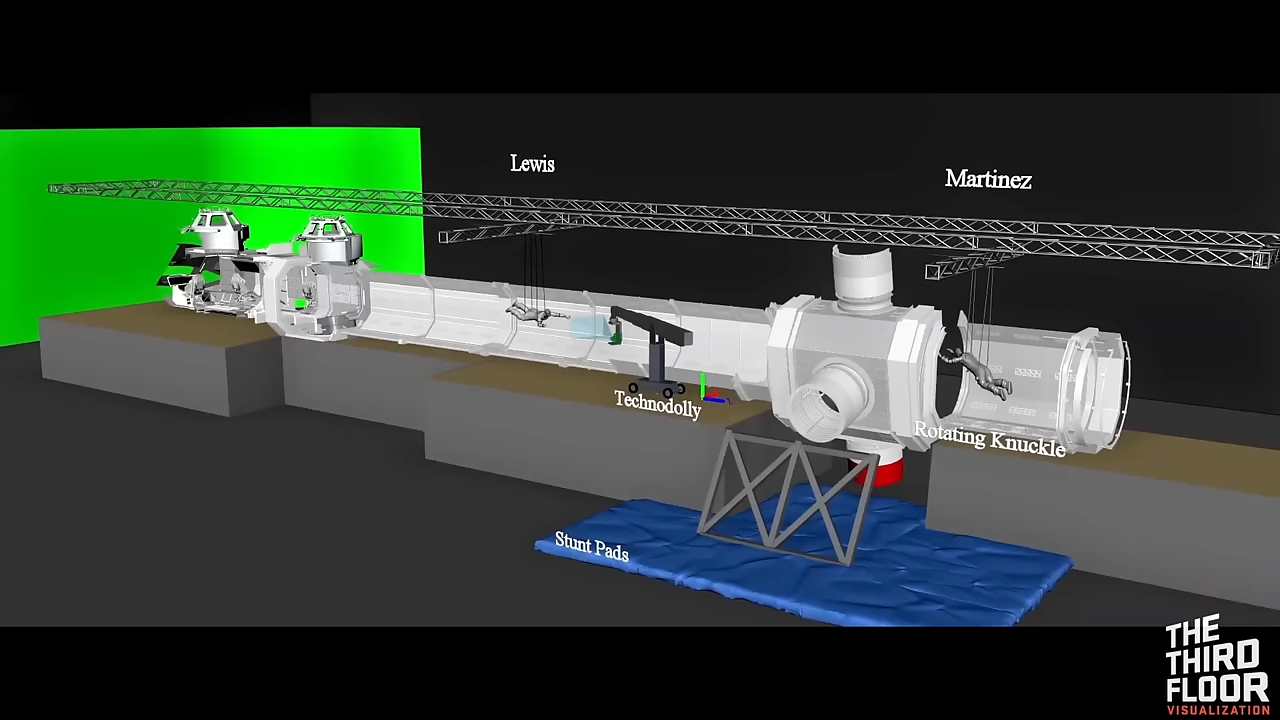 Lewis
Martinez
Technodolly
Rotating Knuckle
Stunt Pads
THE
THIRD
FLOOR
VISUALIZATION